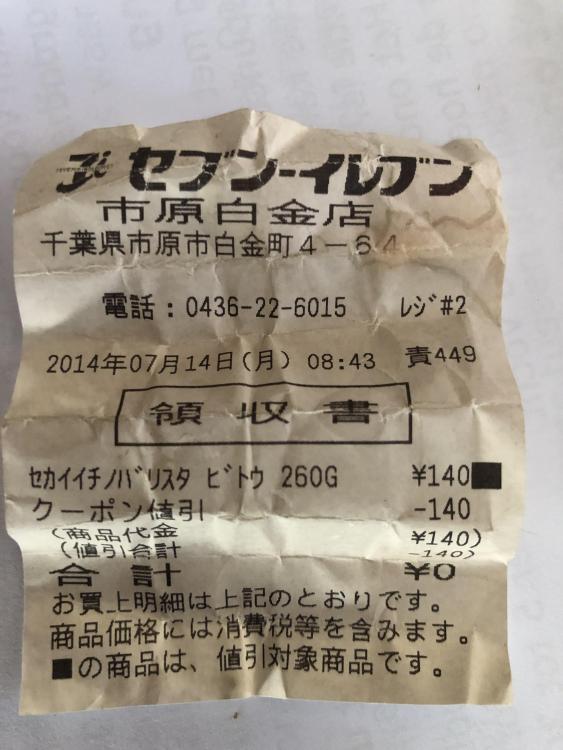 セブン-イレブン
市原白金店
千葉県市原市白金町4-64
電話:0436-22-6015 レジ#2
2014年07月14日(月) 08:43 責449
領収書
セカイイチノバリスタ ビトウ 260G ¥140■
クーポン値引 -140
(商品代金 ¥140)
(値引合計 -140)
合計 ¥0
お買上明細は上記のとおりです。
商品価格には消費税等を含みます。
■の商品は、値引対象商品です。